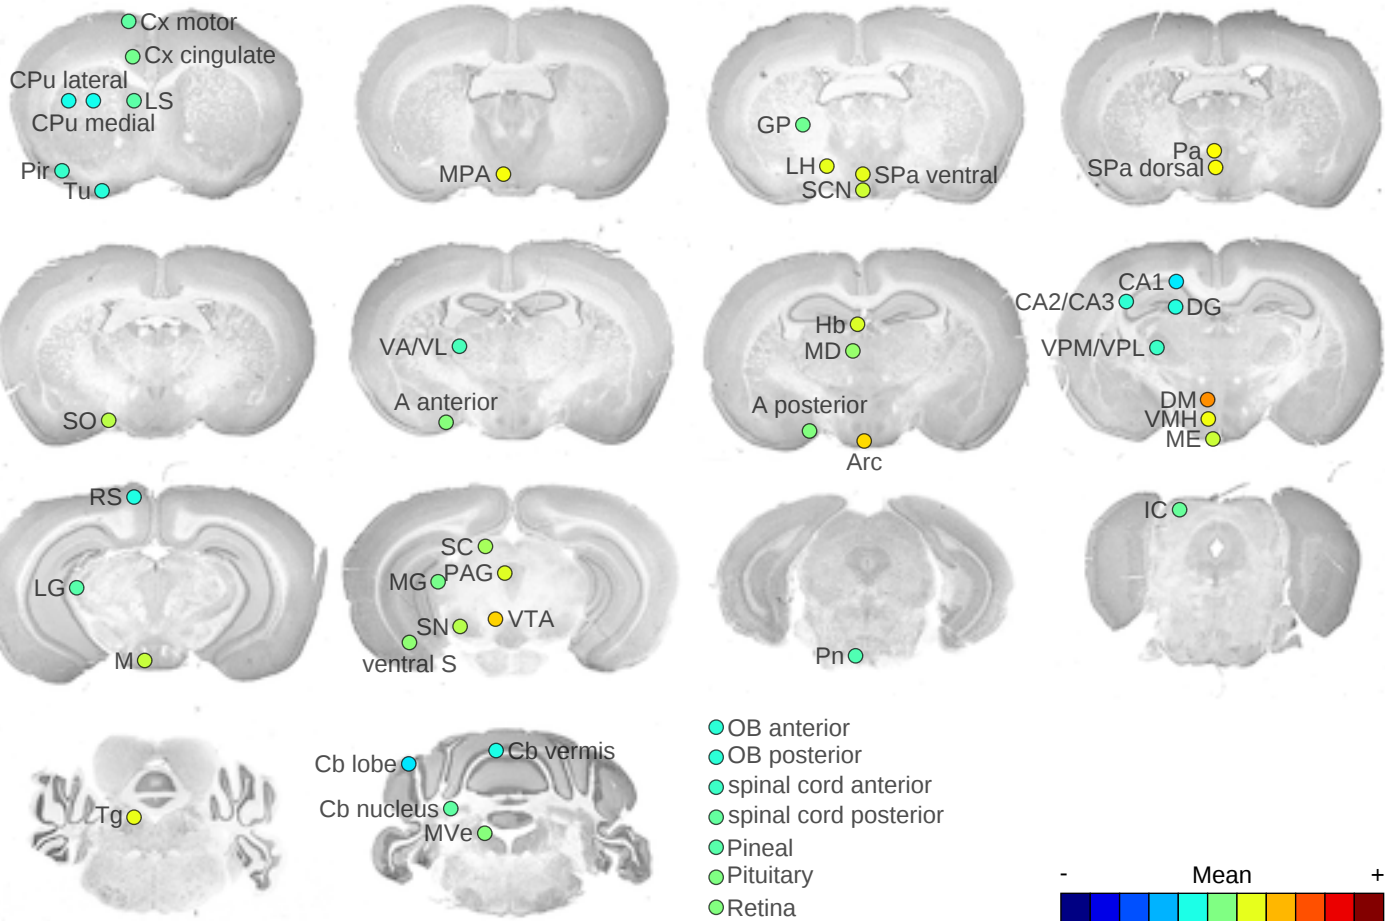 Cx motor
Cx cingulate
CPu lateral
LS
CPu medial
Pir
Tu
MPA
GP
LH
SPa ventral
SCN
Pa
SPa dorsal
SO
VA/VL
A anterior
Hb
MD
A posterior
Arc
CA1
CA2/CA3
DG
VPM/VPL
DM
VMH
ME
RS
LG
M
SC
MG
PAG
SN
VTA
ventral S
Pn
IC
Tg
Cb lobe
Cb vermis
Cb nucleus
MVe
OB anterior
OB posterior
spinal cord anterior
spinal cord posterior
Pineal
Pituitary
Retina
- Mean +